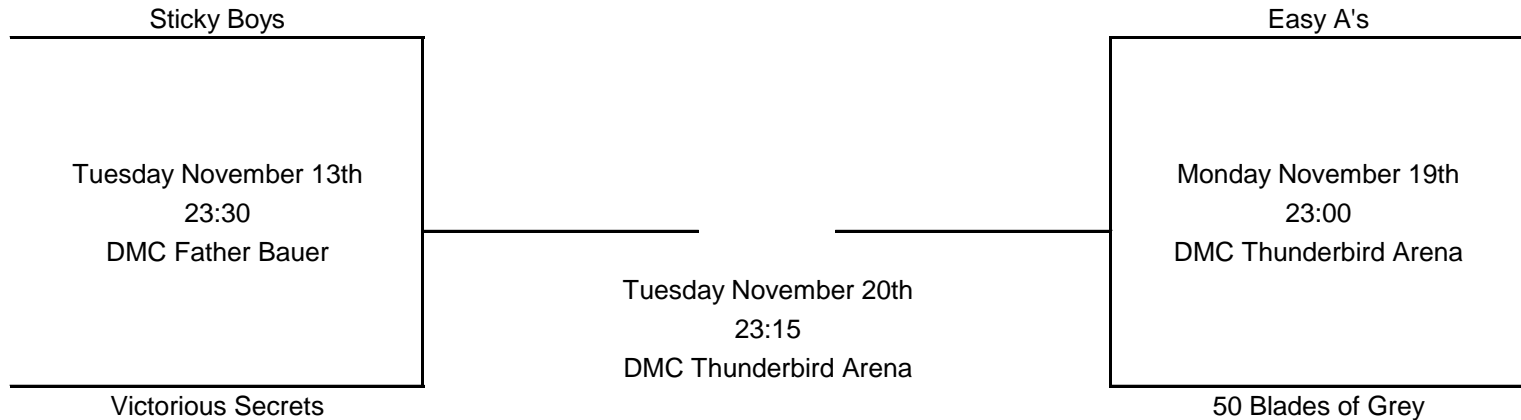 Sticky Boys
Tuesday November 13th
23:30
DMC Father Bauer
Victorious Secrets
Tuesday November 20th
23:15
DMC Thunderbird Arena
Easy A's
Monday November 19th
23:00
DMC Thunderbird Arena
50 Blades of Grey